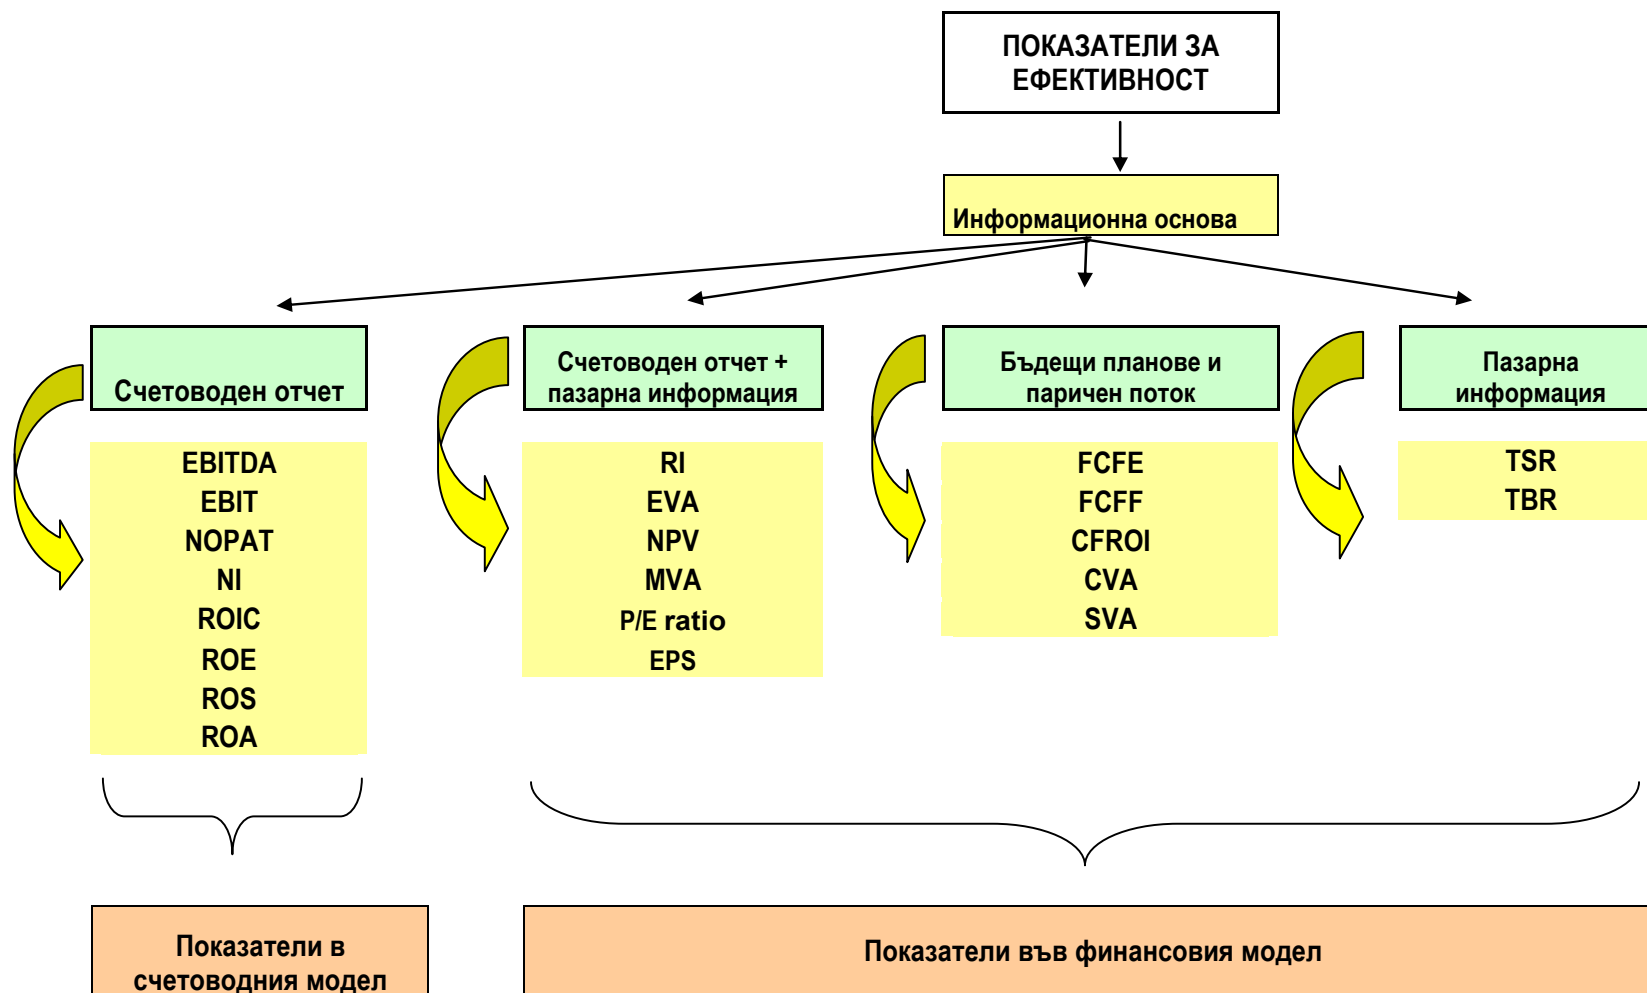 ПОКАЗАТЕЛИ ЗА
ЕФЕКТИВНОСТ
Информационна основа
Счетоводен отчет
Счетоводен отчет +
пазарна информация
Бъдещи планове и
паричен поток
Пазарна
информация
EBITDA
EBIT
NOPAT
NI
ROIC
ROE
ROS
ROA
RI
EVA
NPV
MVA
P/E ratio
EPS
FCFE
FCFF
CFROI
CVA
SVA
TSR
TBR
Показатели в
счетоводния модел
Показатели във финансовия модел